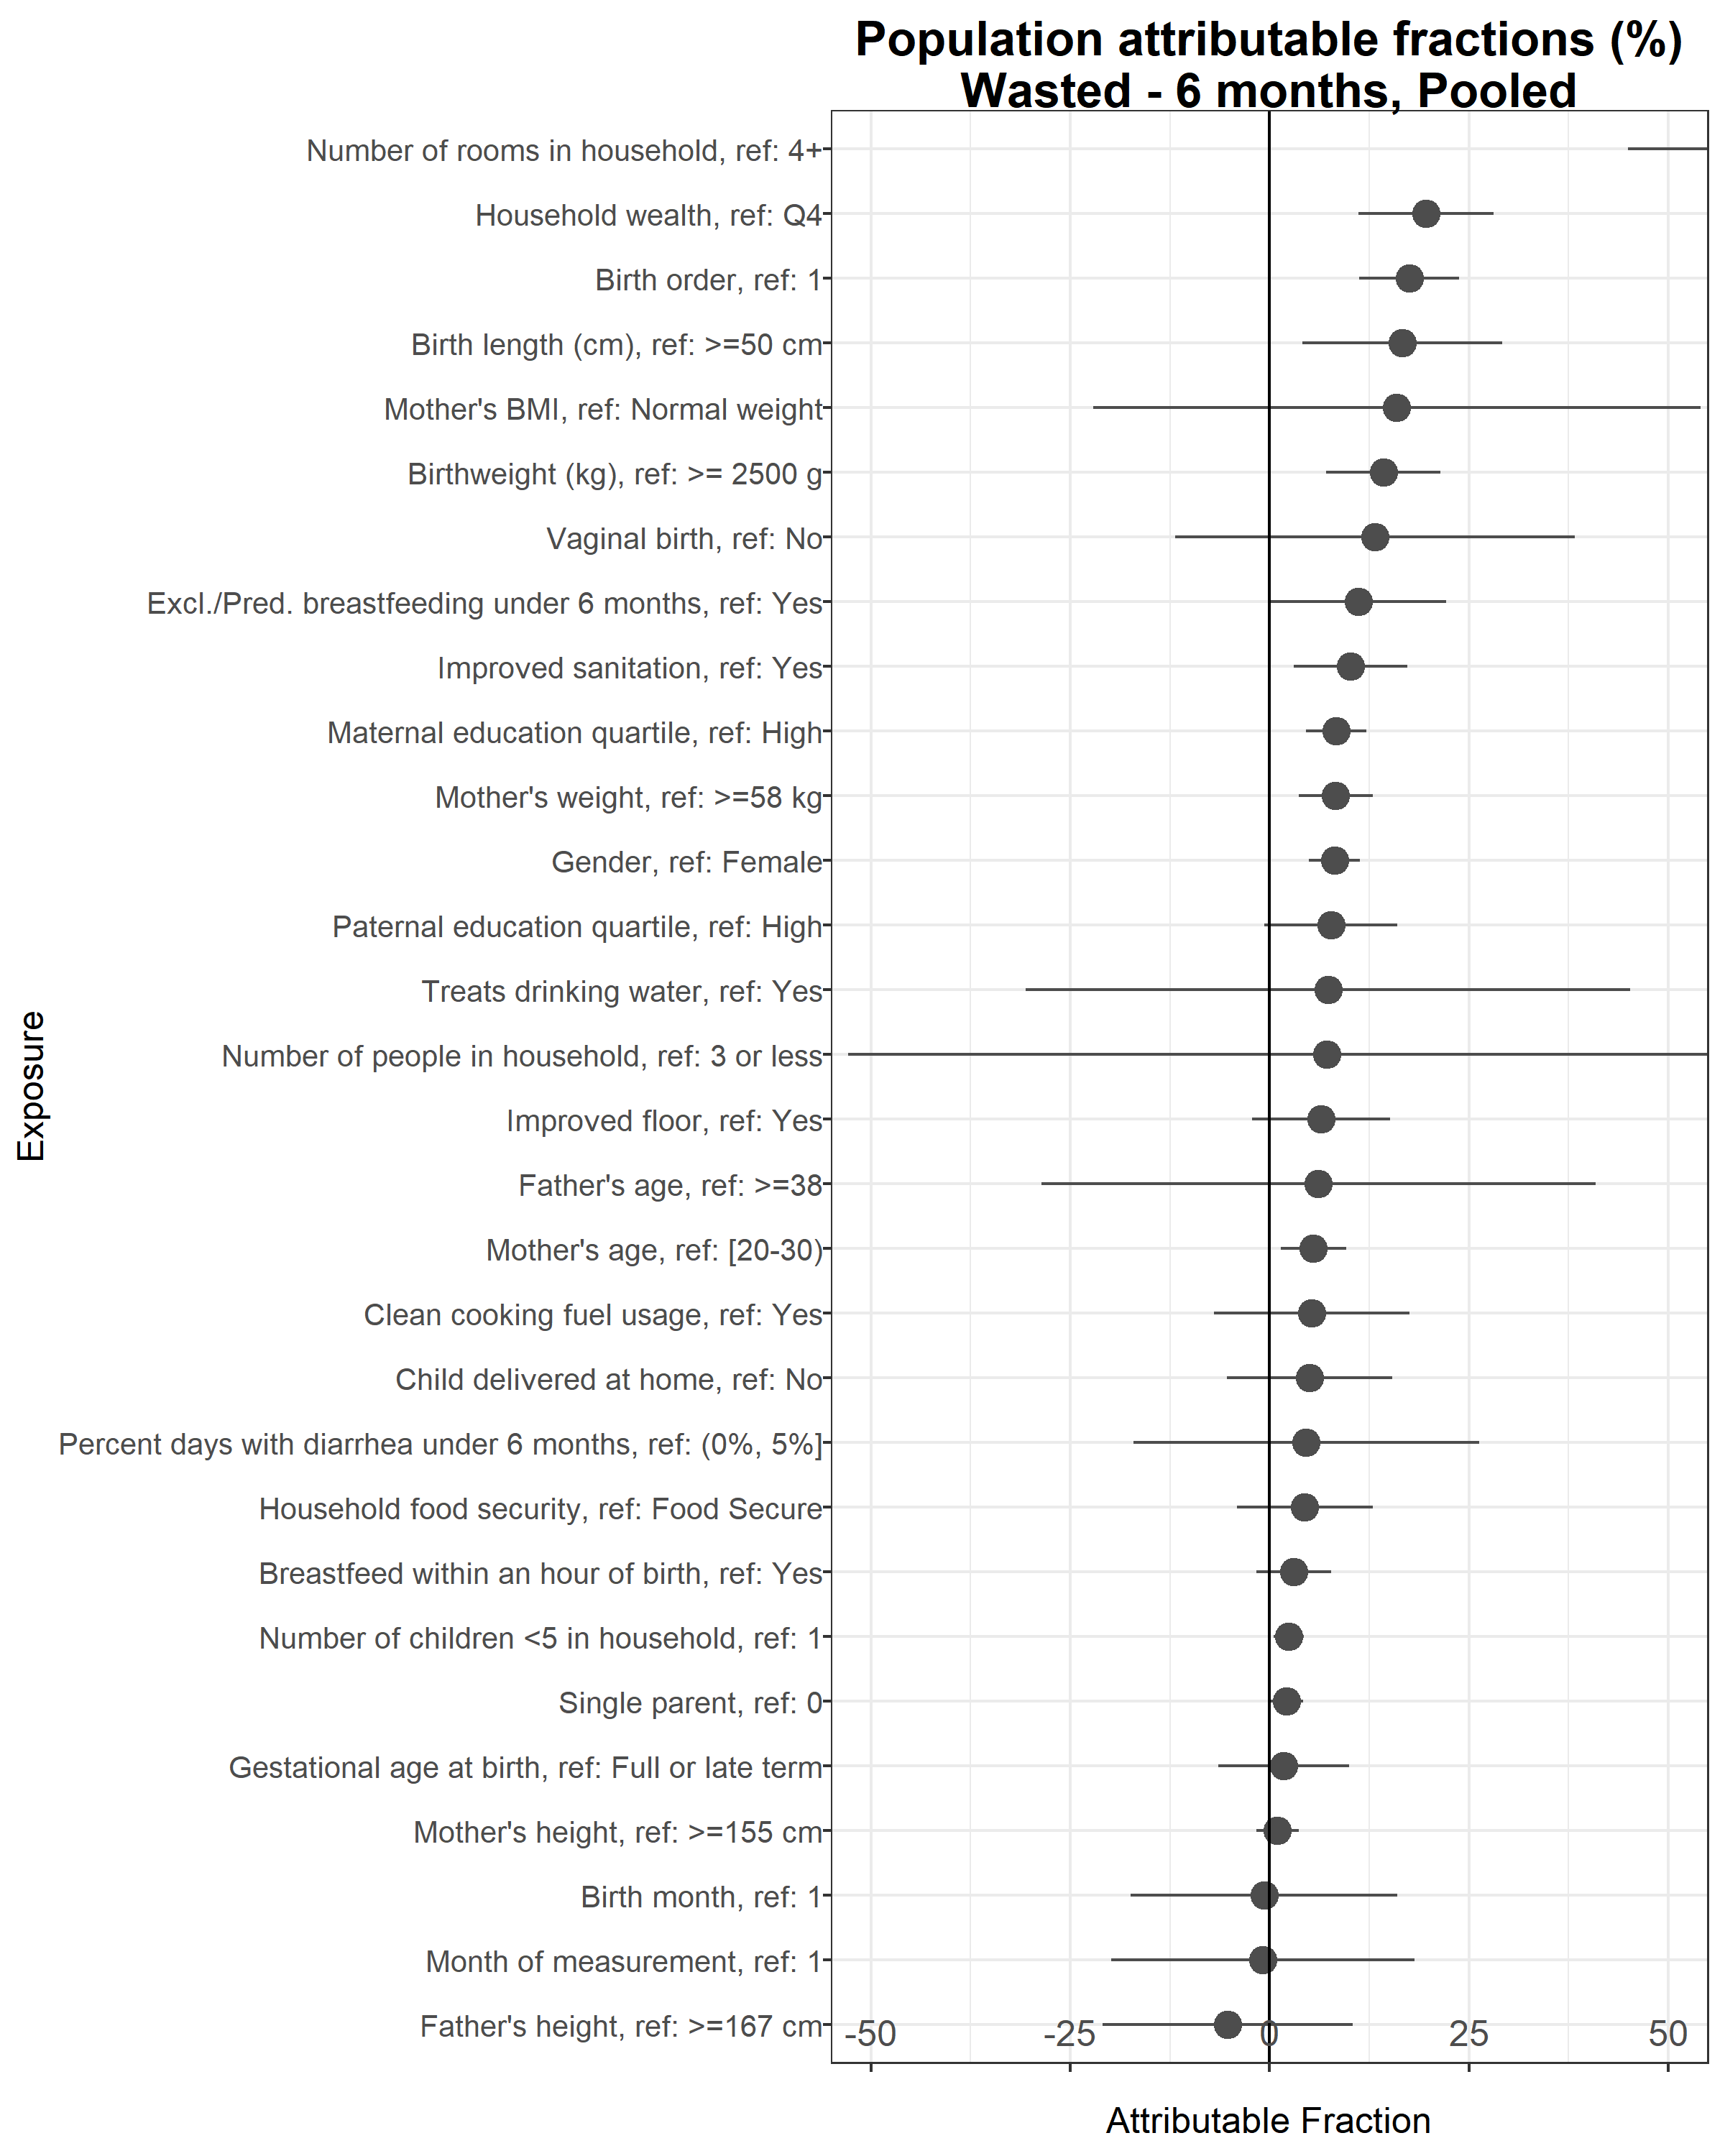 Population attributable fractions (%)
Wasted - 6 months, Pooled
Number of rooms in household, ref: 4+
Household wealth, ref: Q4
Birth order, ref: 1
Birth length (cm), ref: >=50 cm
Mother's BMI, ref: Normal weight
Birthweight (kg), ref: >= 2500 g
Vaginal birth, ref: No
Excl./Pred. breastfeeding under 6 months, ref: Yes
Improved sanitation, ref: Yes
Maternal education quartile, ref: High
Mother's weight, ref: >=58 kg
Gender, ref: Female
Paternal education quartile, ref: High
Treats drinking water, ref: Yes
Number of people in household, ref: 3 or less
Improved floor, ref: Yes
Father's age, ref: >=38
Mother's age, ref: [20-30)
Clean cooking fuel usage, ref: Yes
Child delivered at home, ref: No
Percent days with diarrhea under 6 months, ref: (0%, 5%]
Household food security, ref: Food Secure
Breastfeed within an hour of birth, ref: Yes
Number of children <5 in household, ref: 1
Single parent, ref: 0
Gestational age at birth, ref: Full or late term
Mother's height, ref: >=155 cm
Birth month, ref: 1
Month of measurement, ref: 1
Father's height, ref: >=167 cm
Exposure
-50 -25 0 25 50
Attributable Fraction